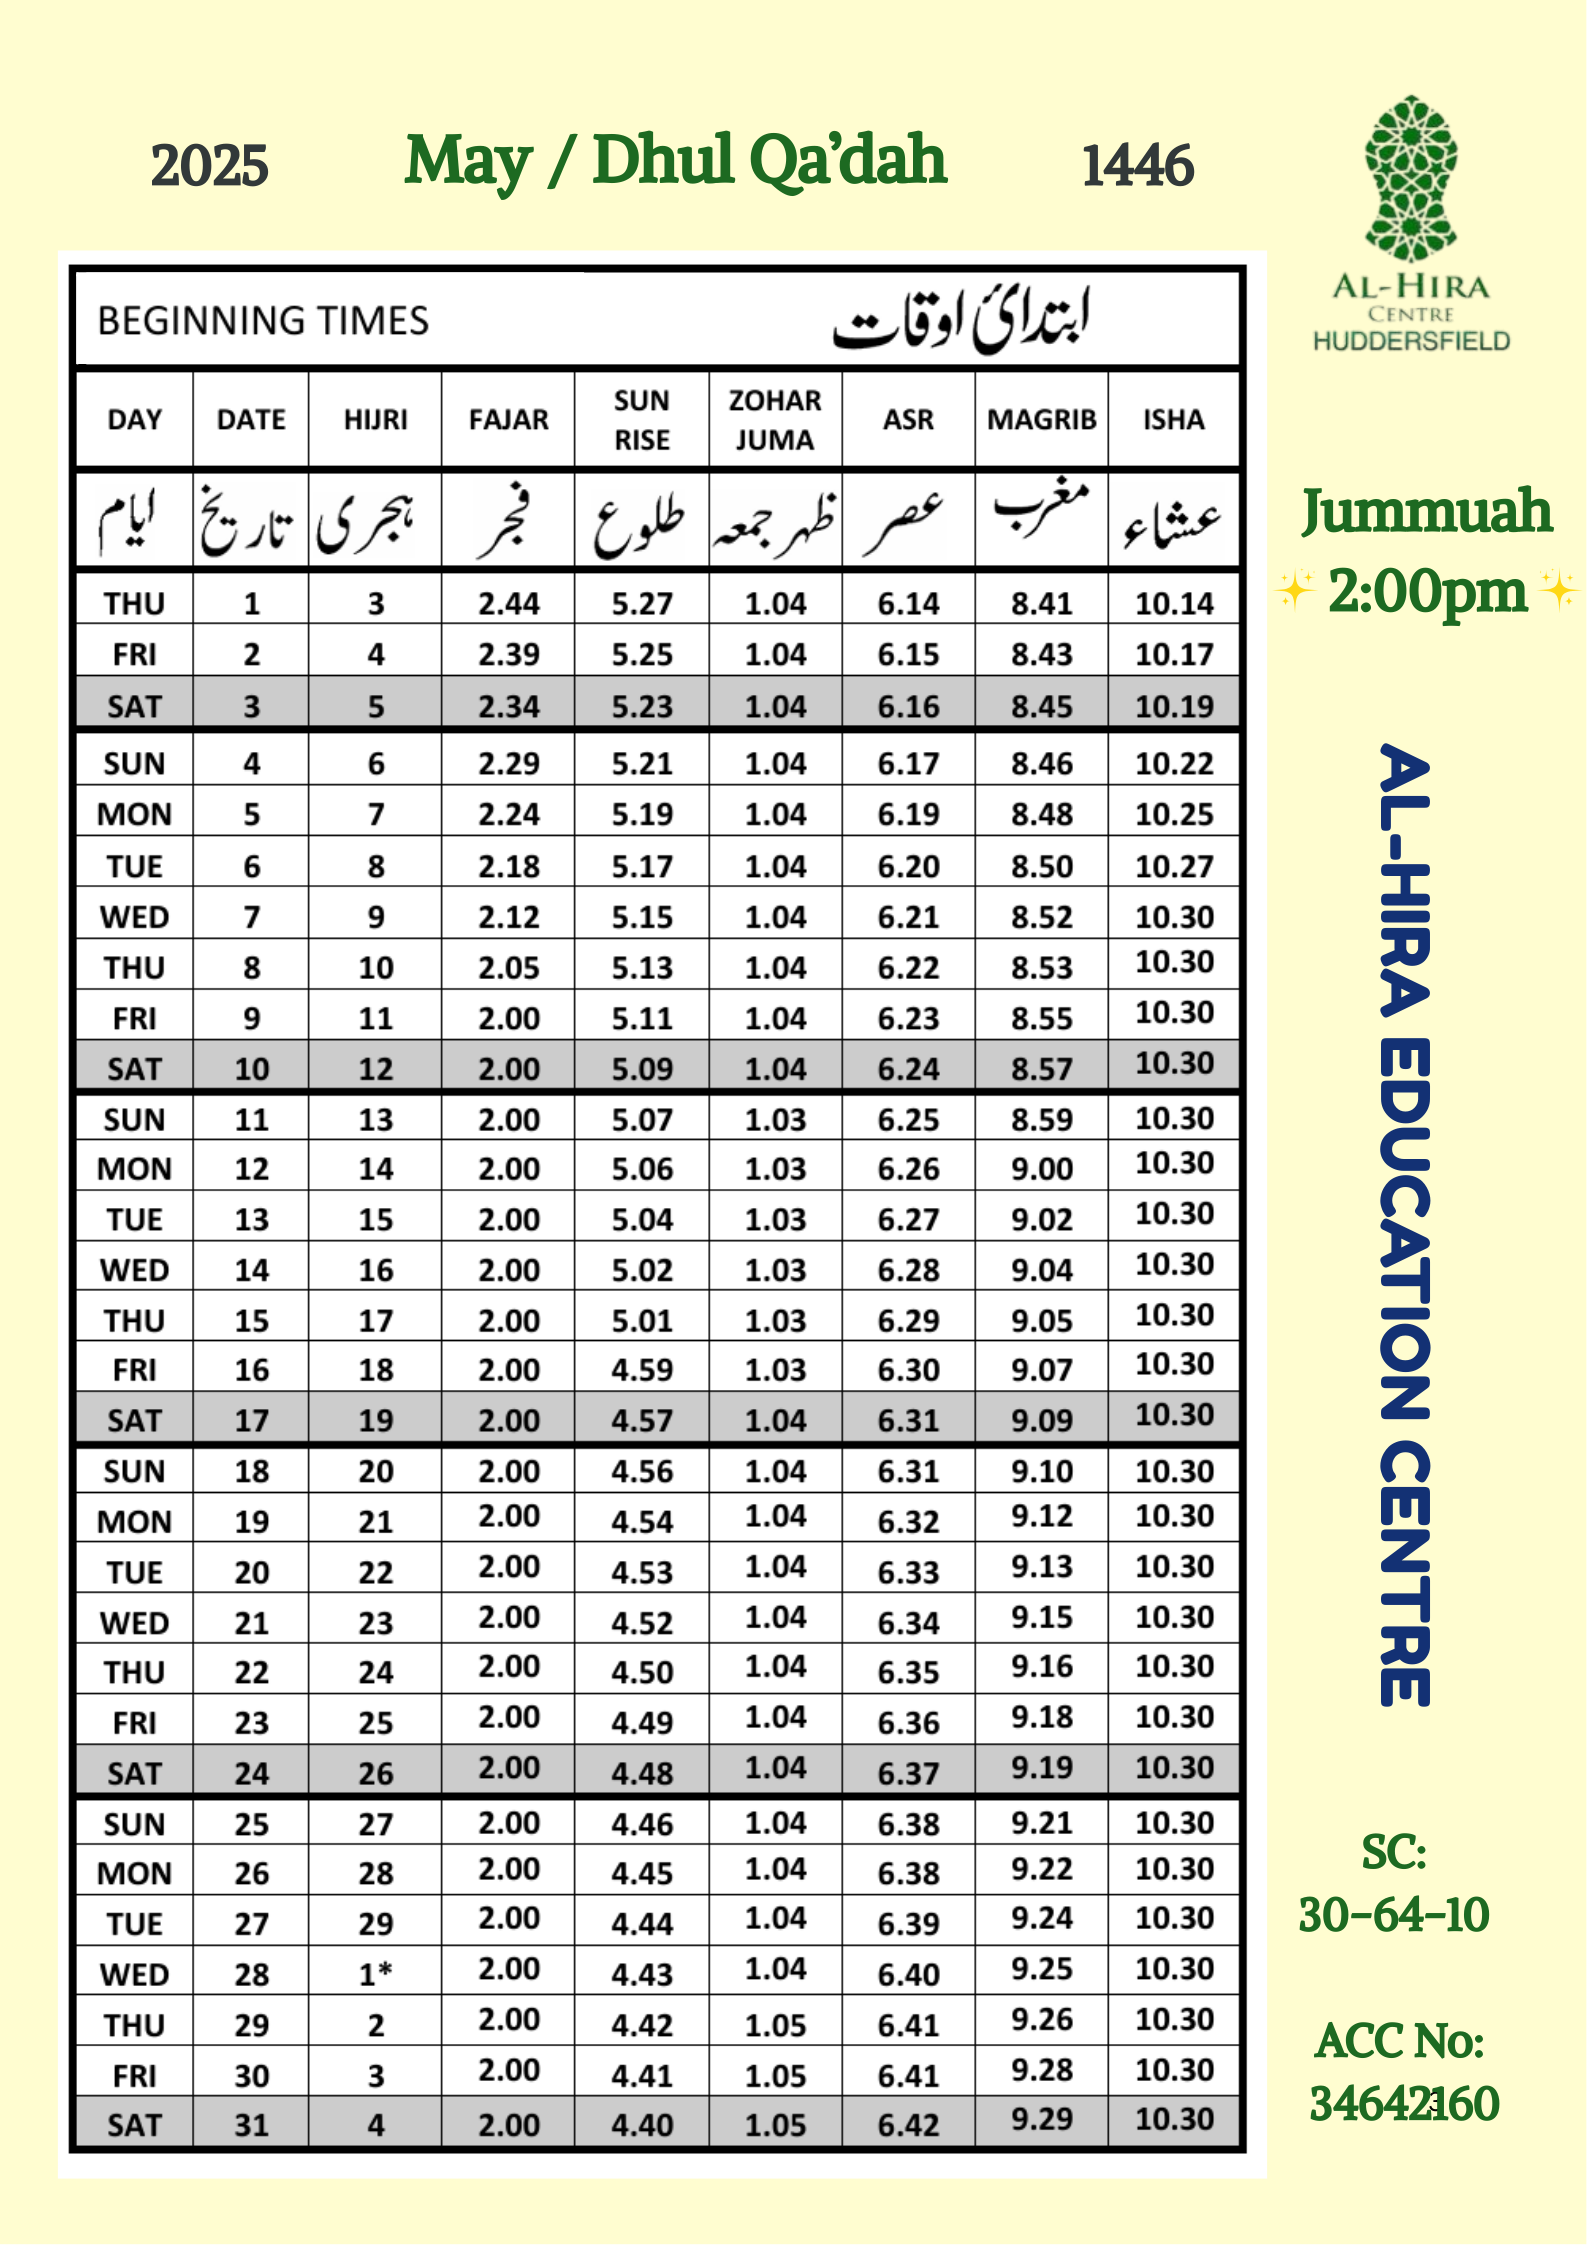 2025 May / Dhul Qa’dah 1446
AL-HIRA
CENTRE
HUDDERSFIELD
BEGINNING TIMES ابتدائ اوقات
DAY DATE HIJRI FAJAR SUN RISE ZOHAR JUMA ASR MAGRIB ISHA
ایام تاریخ ہجری فجر طلوع ظہر جمعہ عصر مغرب عشاء
THU 1 3 2.44 5.27 1.04 6.14 8.41 10.14
FRI 2 4 2.39 5.25 1.04 6.15 8.43 10.17
SAT 3 5 2.34 5.23 1.04 6.16 8.45 10.19
SUN 4 6 2.29 5.21 1.04 6.17 8.46 10.22
MON 5 7 2.24 5.19 1.04 6.19 8.48 10.25
TUE 6 8 2.18 5.17 1.04 6.20 8.50 10.27
WED 7 9 2.12 5.15 1.04 6.21 8.52 10.30
THU 8 10 2.05 5.13 1.04 6.22 8.53 10.30
FRI 9 11 2.00 5.11 1.04 6.23 8.55 10.30
SAT 10 12 2.00 5.09 1.04 6.24 8.57 10.30
SUN 11 13 2.00 5.07 1.03 6.25 8.59 10.30
MON 12 14 2.00 5.06 1.03 6.26 9.00 10.30
TUE 13 15 2.00 5.04 1.03 6.27 9.02 10.30
WED 14 16 2.00 5.02 1.03 6.28 9.04 10.30
THU 15 17 2.00 5.01 1.03 6.29 9.05 10.30
FRI 16 18 2.00 4.59 1.03 6.30 9.07 10.30
SAT 17 19 2.00 4.57 1.04 6.31 9.09 10.30
SUN 18 20 2.00 4.56 1.04 6.31 9.10 10.30
MON 19 21 2.00 4.54 1.04 6.32 9.12 10.30
TUE 20 22 2.00 4.53 1.04 6.33 9.13 10.30
WED 21 23 2.00 4.52 1.04 6.34 9.15 10.30
THU 22 24 2.00 4.50 1.04 6.35 9.16 10.30
FRI 23 25 2.00 4.49 1.04 6.36 9.18 10.30
SAT 24 26 2.00 4.48 1.04 6.37 9.19 10.30
SUN 25 27 2.00 4.46 1.04 6.38 9.21 10.30
MON 26 28 2.00 4.45 1.04 6.38 9.22 10.30
TUE 27 29 2.00 4.44 1.04 6.39 9.24 10.30
WED 28 1* 2.00 4.43 1.04 6.40 9.25 10.30
THU 29 2 2.00 4.42 1.05 6.41 9.26 10.30
FRI 30 3 2.00 4.41 1.05 6.41 9.28 10.30
SAT 31 4 2.00 4.40 1.05 6.42 9.29 10.30
Jummuah
2:00pm
AL-HIRA EDUCATION CENTRE
SC:
30-64-10
ACC No:
34642160
3